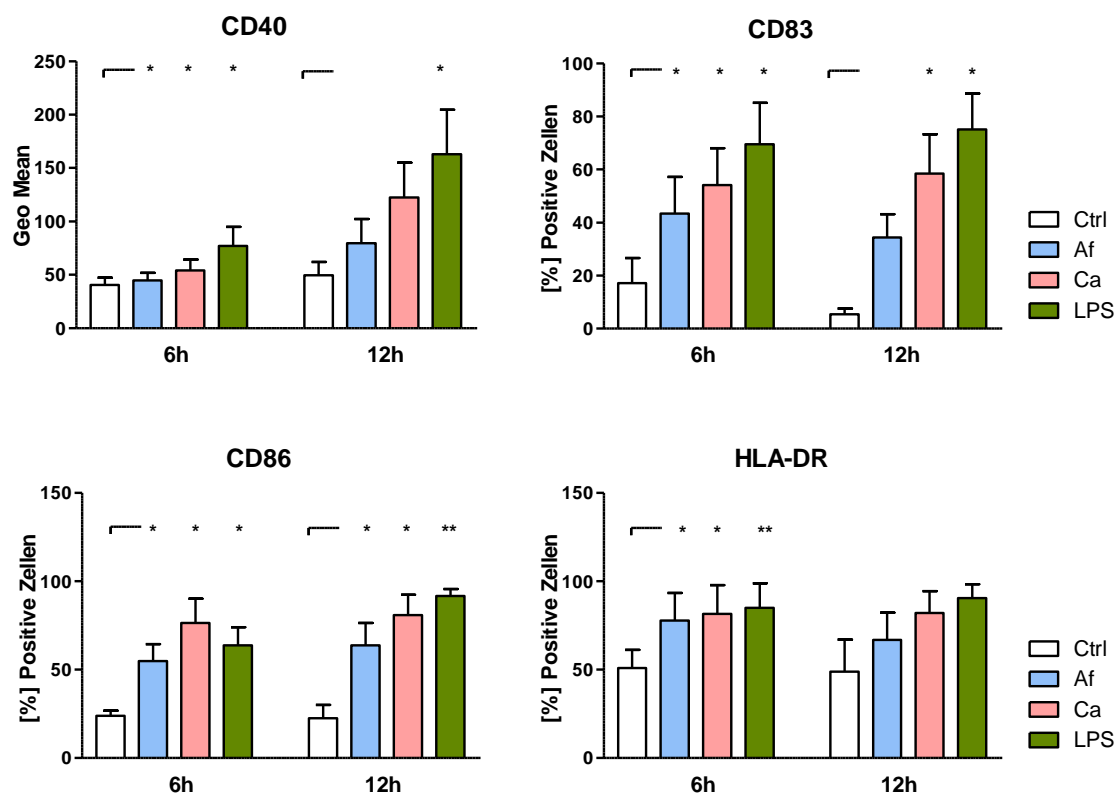 CD40
Geo Mean
250
200
150
100
50
0
* * *
*
6h 12h
CD83
[%] Positive Zellen
100
80
60
40
20
0
* * *
* *
6h 12h
Ctrl
Af
Ca
LPS
CD86
[%] Positive Zellen
150
100
50
0
* * *
* * **
6h 12h
HLA-DR
[%] Positive Zellen
150
100
50
0
* * **
6h 12h
Ctrl
Af
Ca
LPS